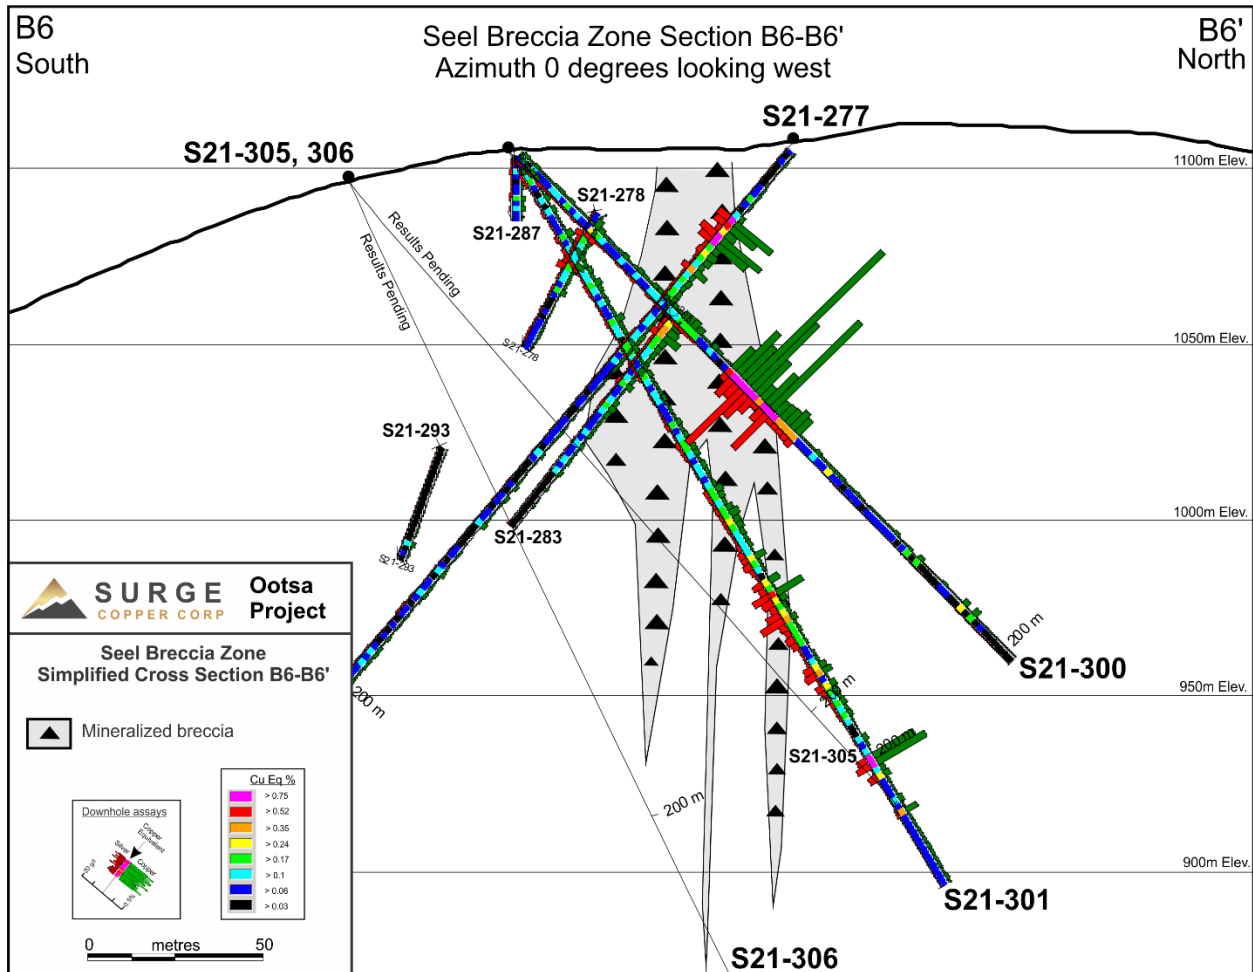 B6
South
Seel Breccia Zone Section B6-B6'
Azimuth 0 degrees looking west
B6'
North
S21-277
S21-305, 306
1100m Elev.
S21-278
S21-287
Results Pending
Results Pending
S21-278
1050m Elev.
S21-293
S21-293
S21-283
1000m Elev.
200 m
S21-300
950m Elev.
200 m
200 m
S21-305
200 m
200 m
900m Elev.
S21-301
S21-306
SURGE
COPPER CORP
Ootsa
Project
Seel Breccia Zone
Simplified Cross Section B6-B6'
Mineralized breccia
Downhole assays
Copper
Equivalent
Silver
Copper
20 g/t
0.5%
Cu Eq %
> 0.75
> 0.52
> 0.35
> 0.24
> 0.17
> 0.1
> 0.06
> 0.03
0 metres 50